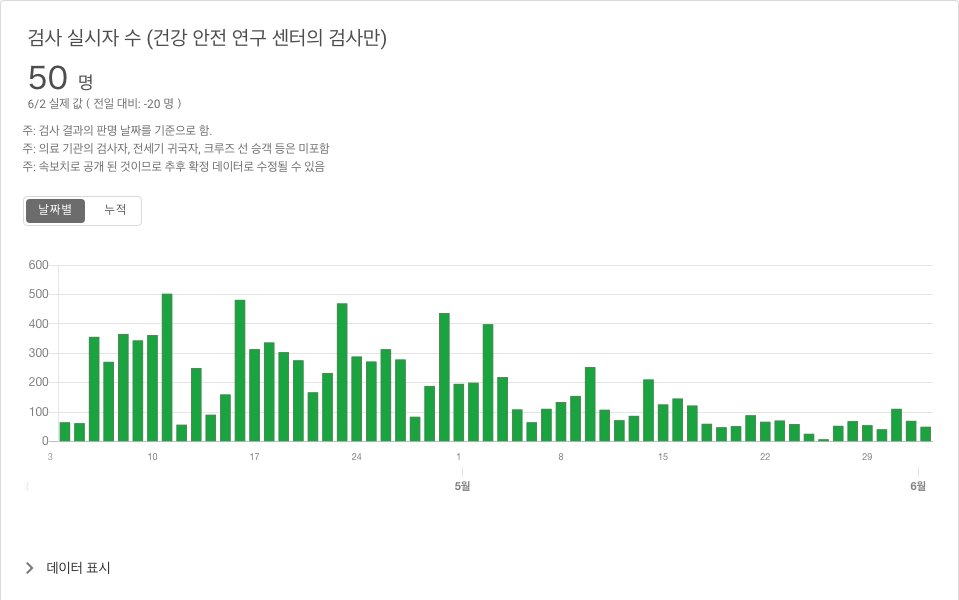 검사 실시자 수 (건강 안전 연구 센터의 검사만)
50 명
6/2 실제 값 ( 전일 대비: -20 명 )
주: 검사 결과의 판명 날짜를 기준으로 함.
주: 의료 기관의 검사자, 전세기 귀국자, 크루즈 선 승객 등은 미포함
주: 속보치로 공개 된 것이므로 추후 확정 데이터로 수정될 수 있음
날짜별 누적
600
500
400
300
200
100
0
3 10 17 24 1 8 15 22 29
5월 6월
데이터 표시